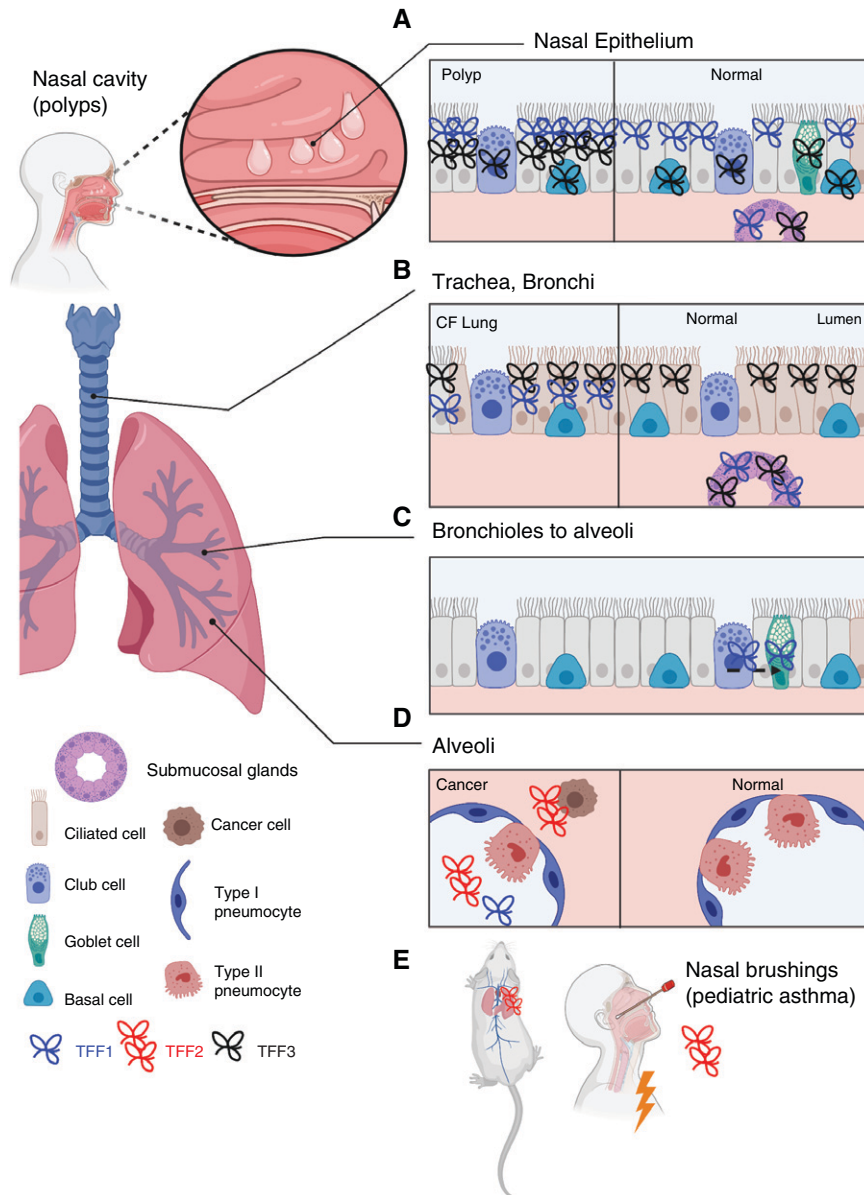 A
Nasal Epithelium
Nasal cavity
(polyps)
Polyp
Normal
B
Trachea, Bronchi
CF Lung
Normal
Lumen
C
Bronchioles to alveoli
D
Alveoli
Cancer
Normal
Submucosal glands
Ciliated cell
Cancer cell
Club cell
Type I
pneumocyte
Goblet cell
Type II
pneumocyte
Basal cell
TFF1
TFF2
TFF3
E
Nasal brushings
(pediatric asthma)